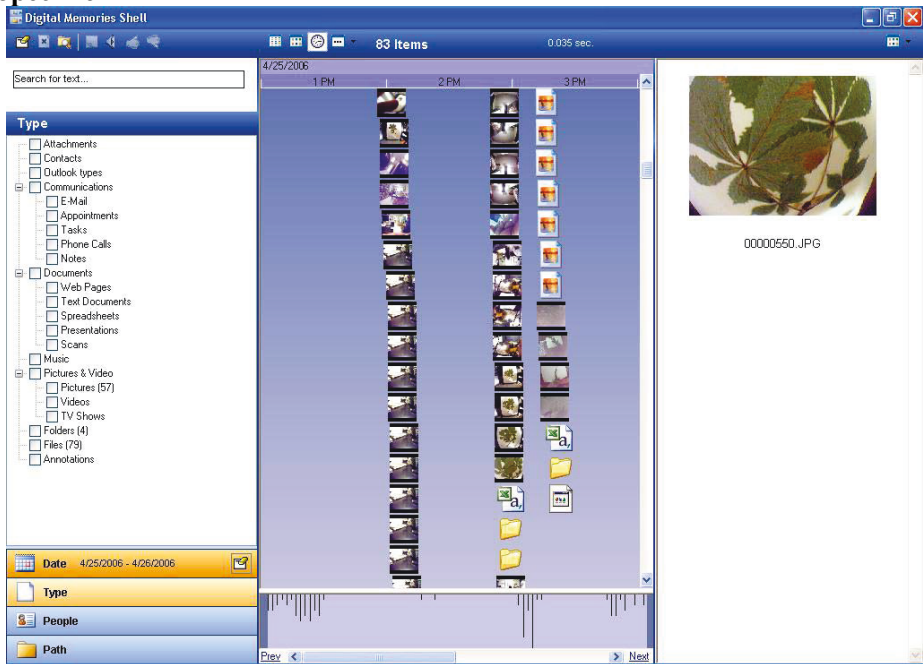 Digital Memories Shell
83 Items
0.035 sec.
Search for text...
4/25/2006
1 PM
2 PM
3 PM
Type
Attachments
Contacts
Outlook types
Communications
E-Mail
Appointments
Tasks
Phone Calls
Notes
Documents
Web Pages
Text Documents
Spreadsheets
Presentations
Scans
Music
Pictures & Video
Pictures (57)
Videos
TV Shows
Folders (4)
Files (79)
Annotations
00000550.JPG
Date 4/25/2006 - 4/26/2006
Type
People
Path
Prev
Next